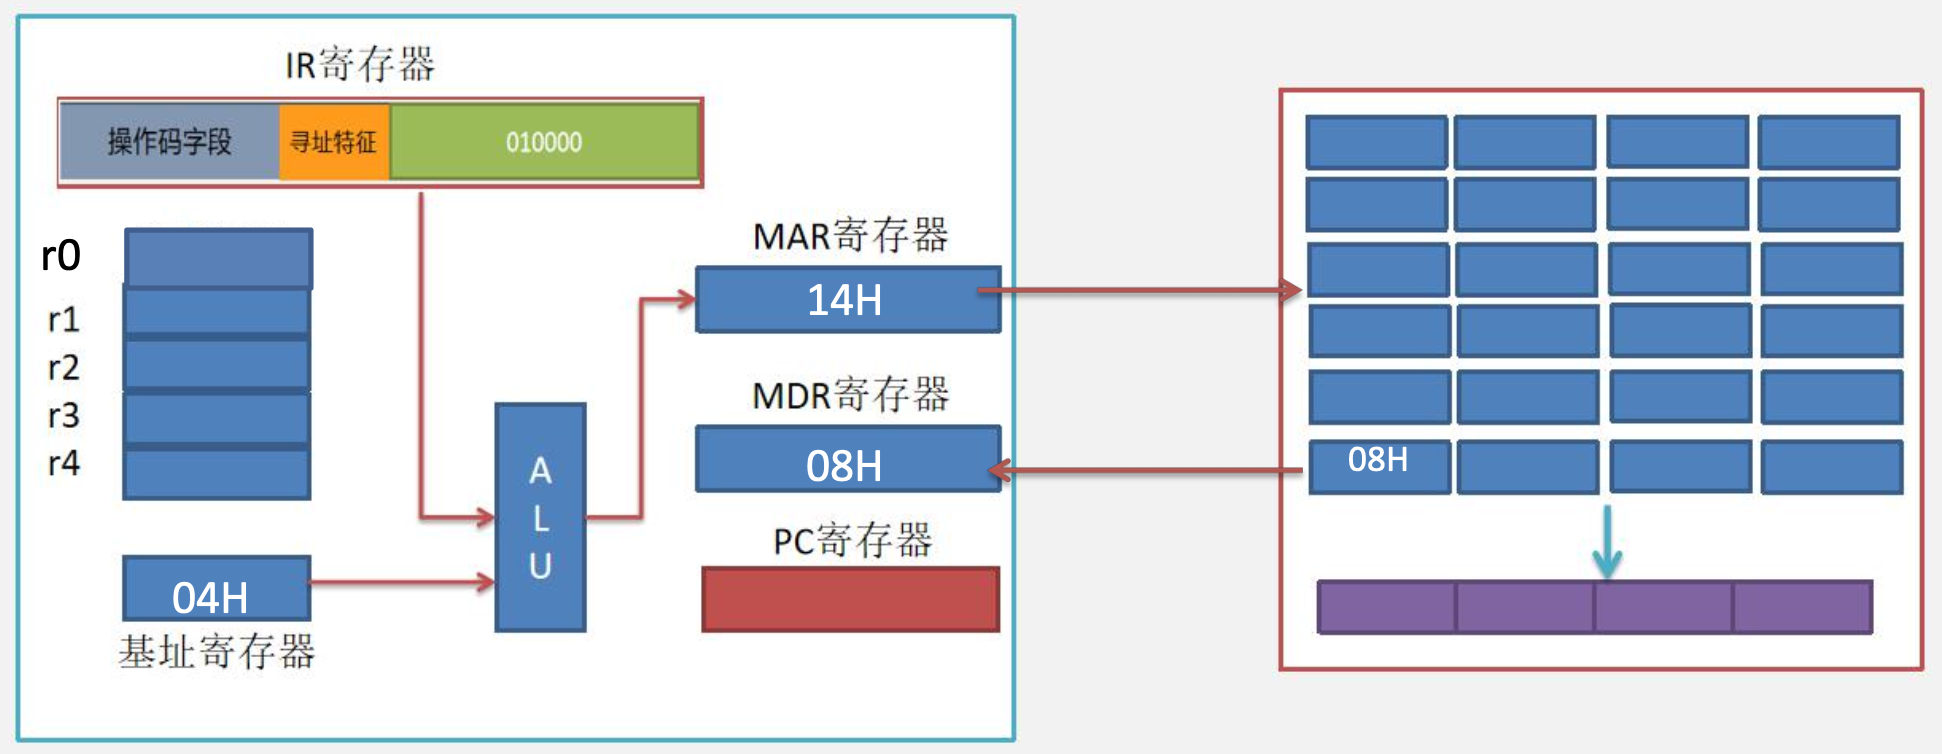 IR寄存器
操作码字段 寻址特征 010000
r0
r1
r2
r3
r4
04H
基址寄存器
A
L
U
MAR寄存器
14H
MDR寄存器
08H
PC寄存器
08H